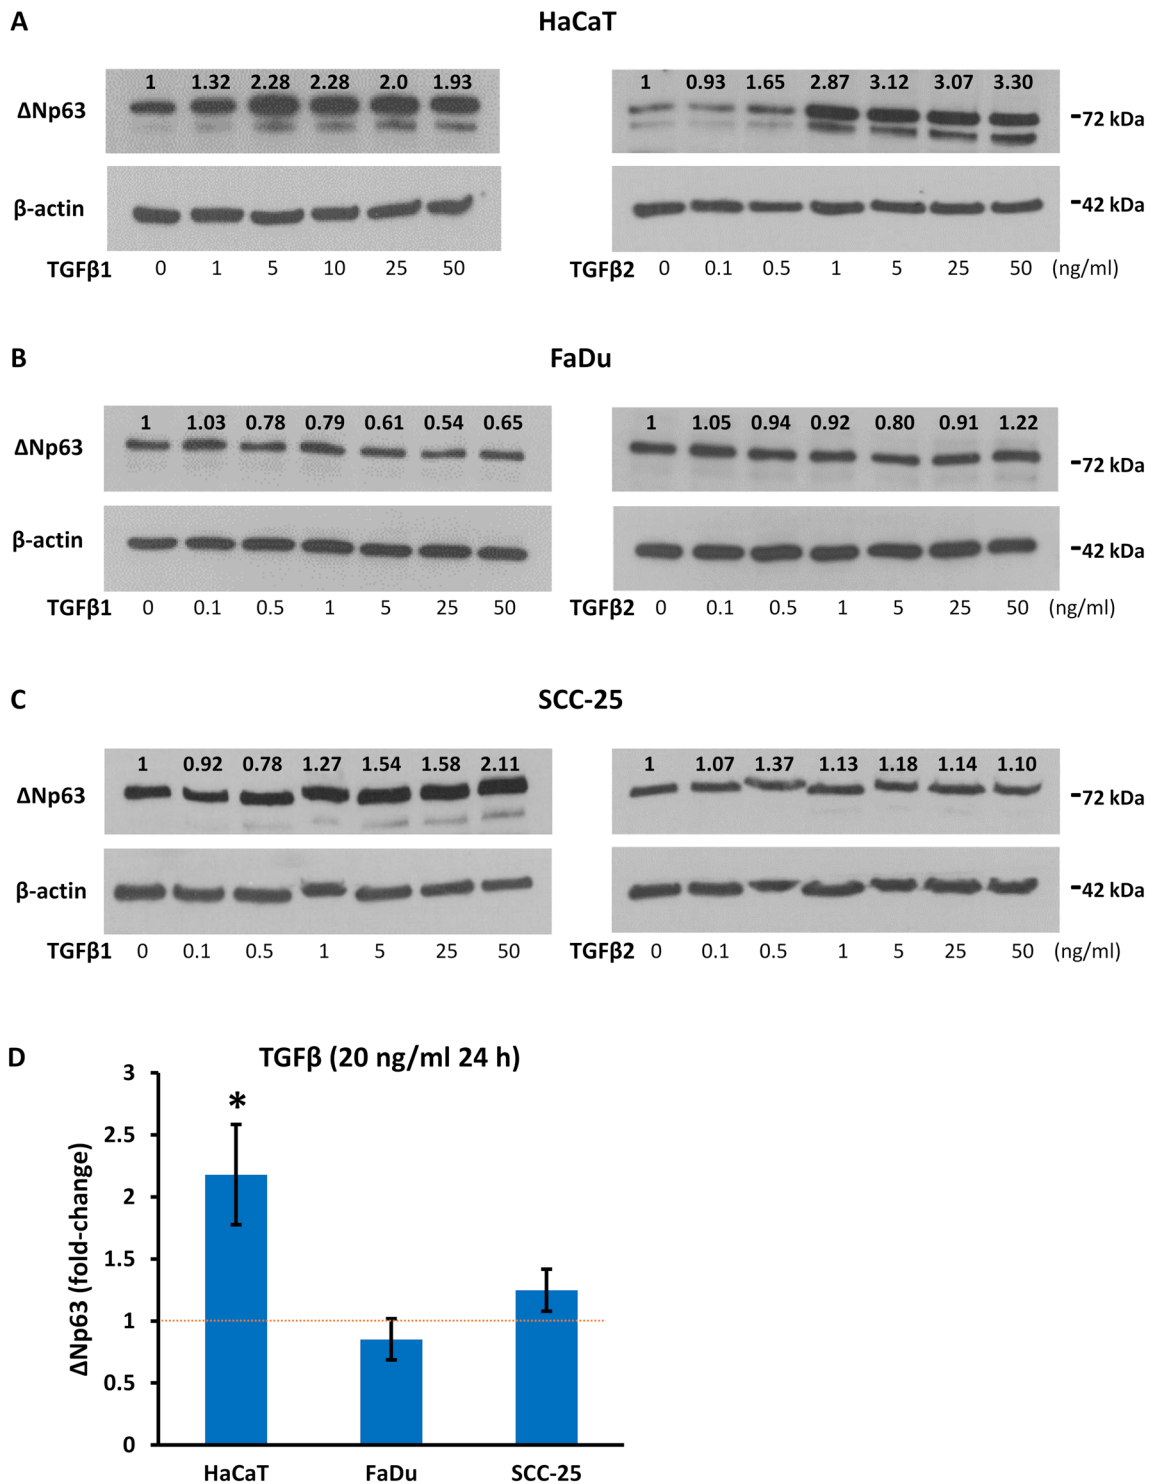 A HaCaT
1 1.32 2.28 2.28 2.0 1.93 1 0.93 1.65 2.87 3.12 3.07 3.30
ΔNp63 -72 kDa
β-actin -42 kDa
TGFβ1 0 1 5 10 25 50 TGFβ2 0 0.1 0.5 1 5 25 50 (ng/ml)
B FaDu
1 1.03 0.78 0.79 0.61 0.54 0.65 1 1.05 0.94 0.92 0.80 0.91 1.22
ΔNp63 -72 kDa
β-actin -42 kDa
TGFβ1 0 0.1 0.5 1 5 25 50 TGFβ2 0 0.1 0.5 1 5 25 50 (ng/ml)
C SCC-25
1 0.92 0.78 1.27 1.54 1.58 2.11 1 1.07 1.37 1.13 1.18 1.14 1.10
ΔNp63 -72 kDa
β-actin -42 kDa
TGFβ1 0 0.1 0.5 1 5 25 50 TGFβ2 0 0.1 0.5 1 5 25 50 (ng/ml)
D TGFβ (20 ng/ml 24 h)
ΔNp63 (fold-change)
3
*
2.5
2
1.5
1
0.5
0
HaCaT FaDu SCC-25